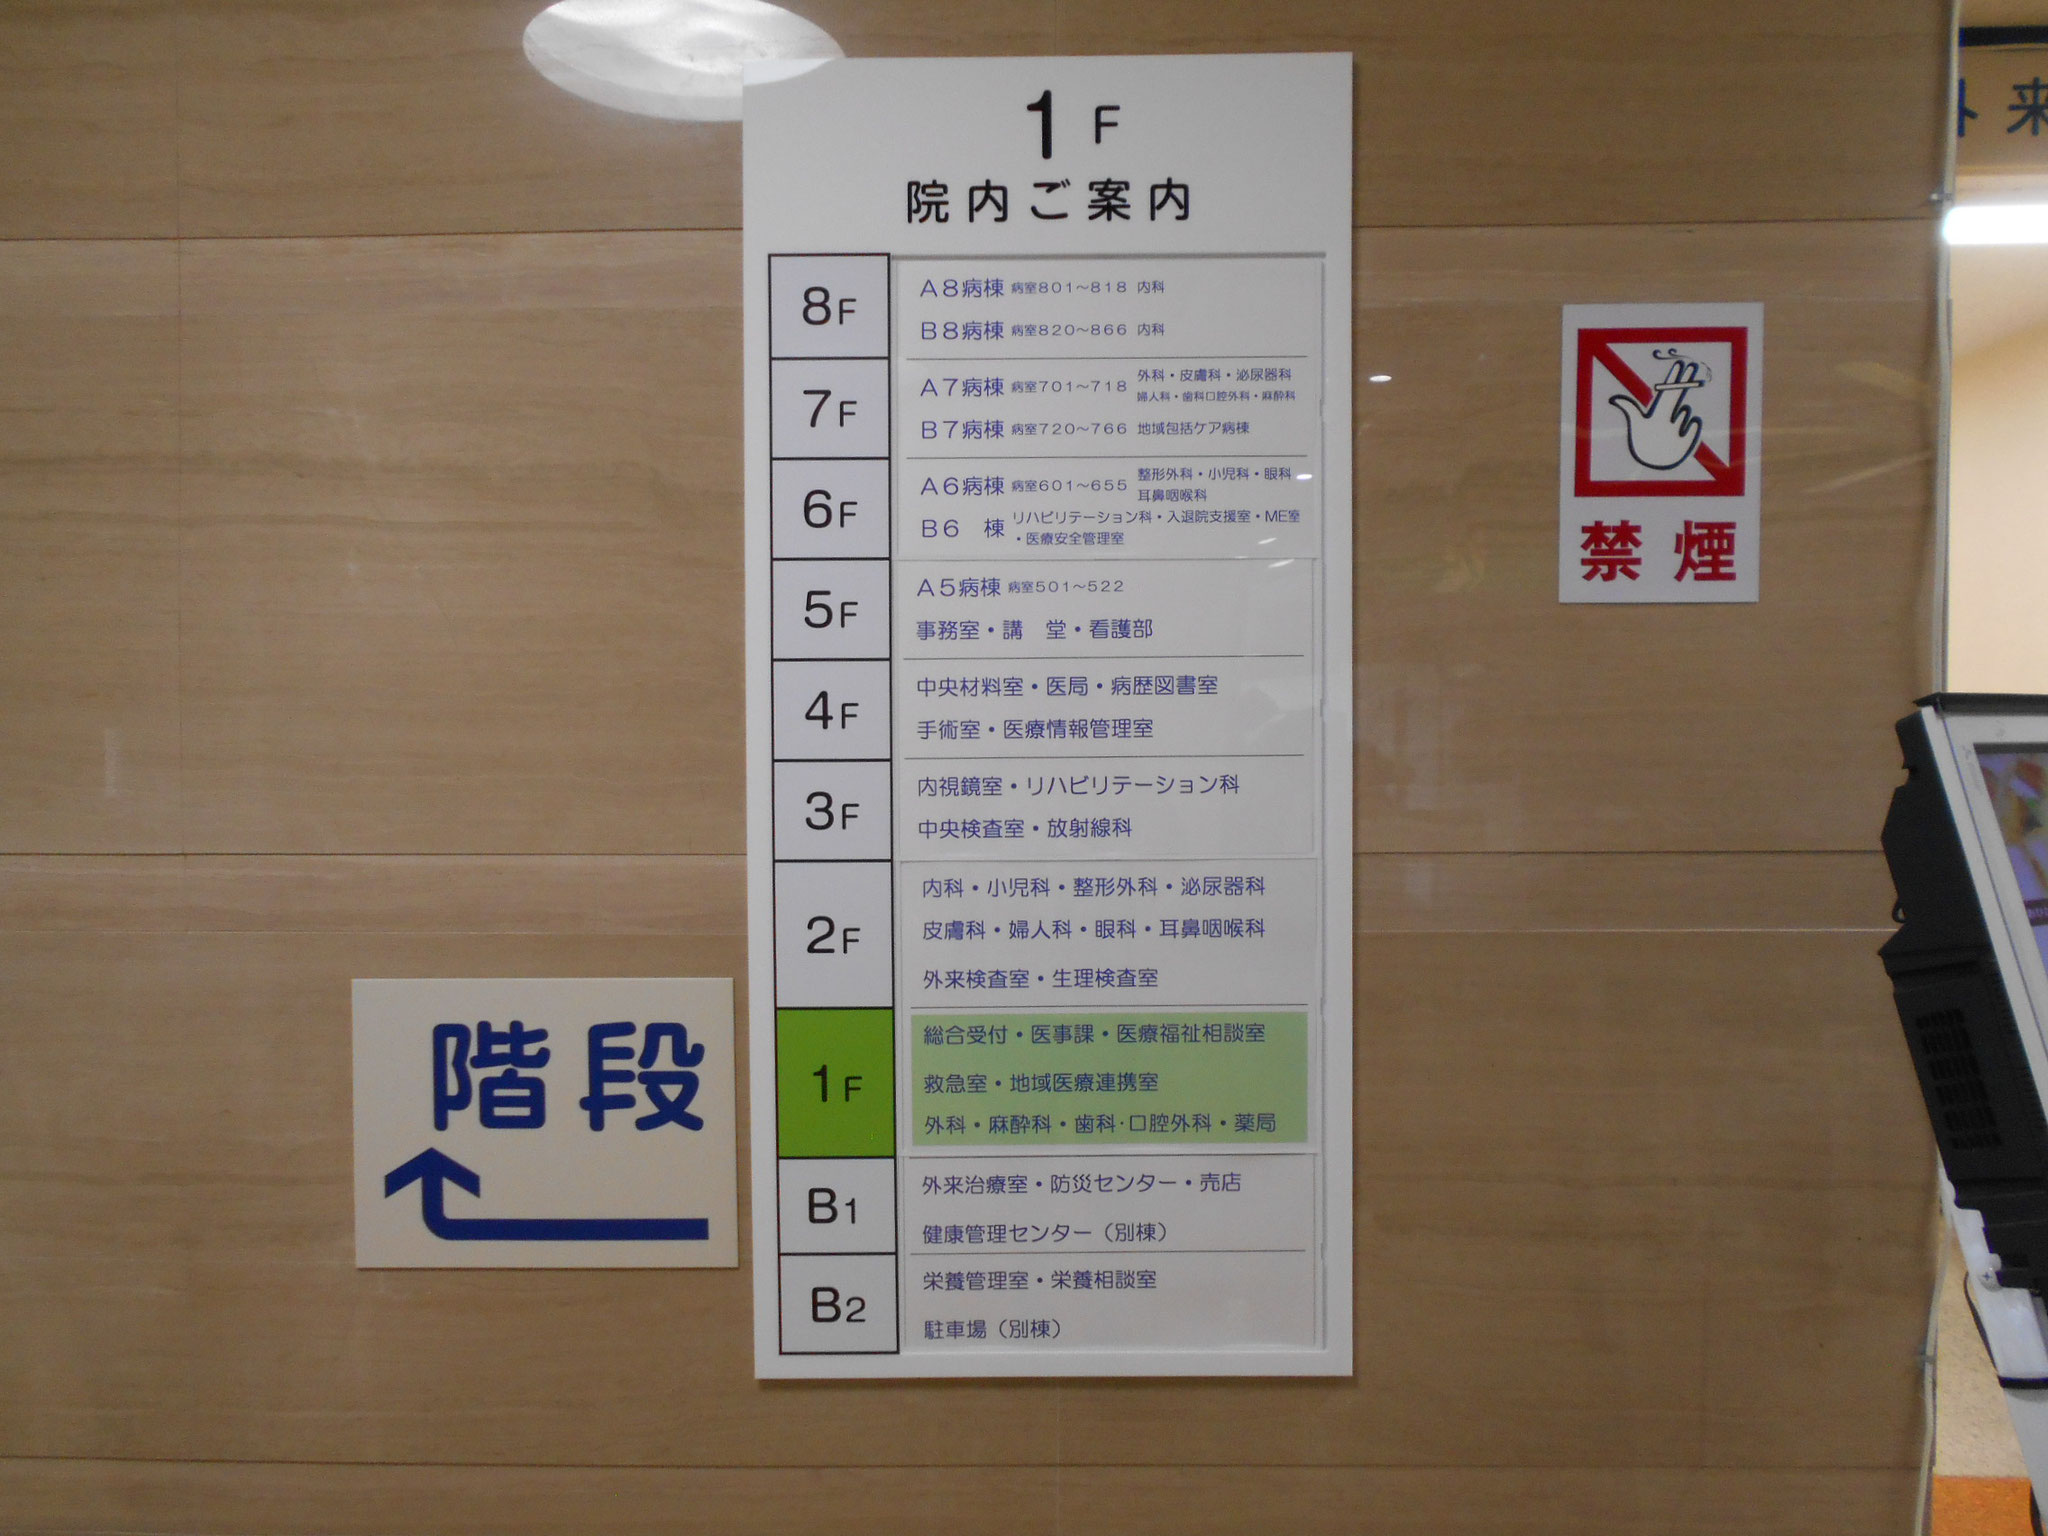 1F
院内ご案内
8F
A8病棟 病室801～818 内科
B8病棟 病室820～866 内科
7F
A7病棟 病室701～718 外科・皮膚科・泌尿器科
婦人科・歯科口腔外科・麻酔科
B7病棟 病室720～766 地域包括ケア病棟
6F
A6病棟 病室601～655 整形外科・小児科・眼科
耳鼻咽喉科
B6 棟 リハビリテーション科・入退院支援室・ME室
・医療安全管理室
5F
A5病棟 病室501～522
事務室・講 堂・看護部
4F
中央材料室・医局・病歴図書室
手術室・医療情報管理室
3F
内視鏡室・リハビリテーション科
中央検査室・放射線科
2F
内科・小児科・整形外科・泌尿器科
皮膚科・婦人科・眼科・耳鼻咽喉科
外来検査室・生理検査室
1F
総合受付・医事課・医療福祉相談室
救急室・地域医療連携室
外科・麻酔科・歯科・口腔外科・薬局
B1
外来治療室・防災センター・売店
健康管理センター（別棟）
B2
栄養管理室・栄養相談室
駐車場（別棟）
階段
禁煙
外来